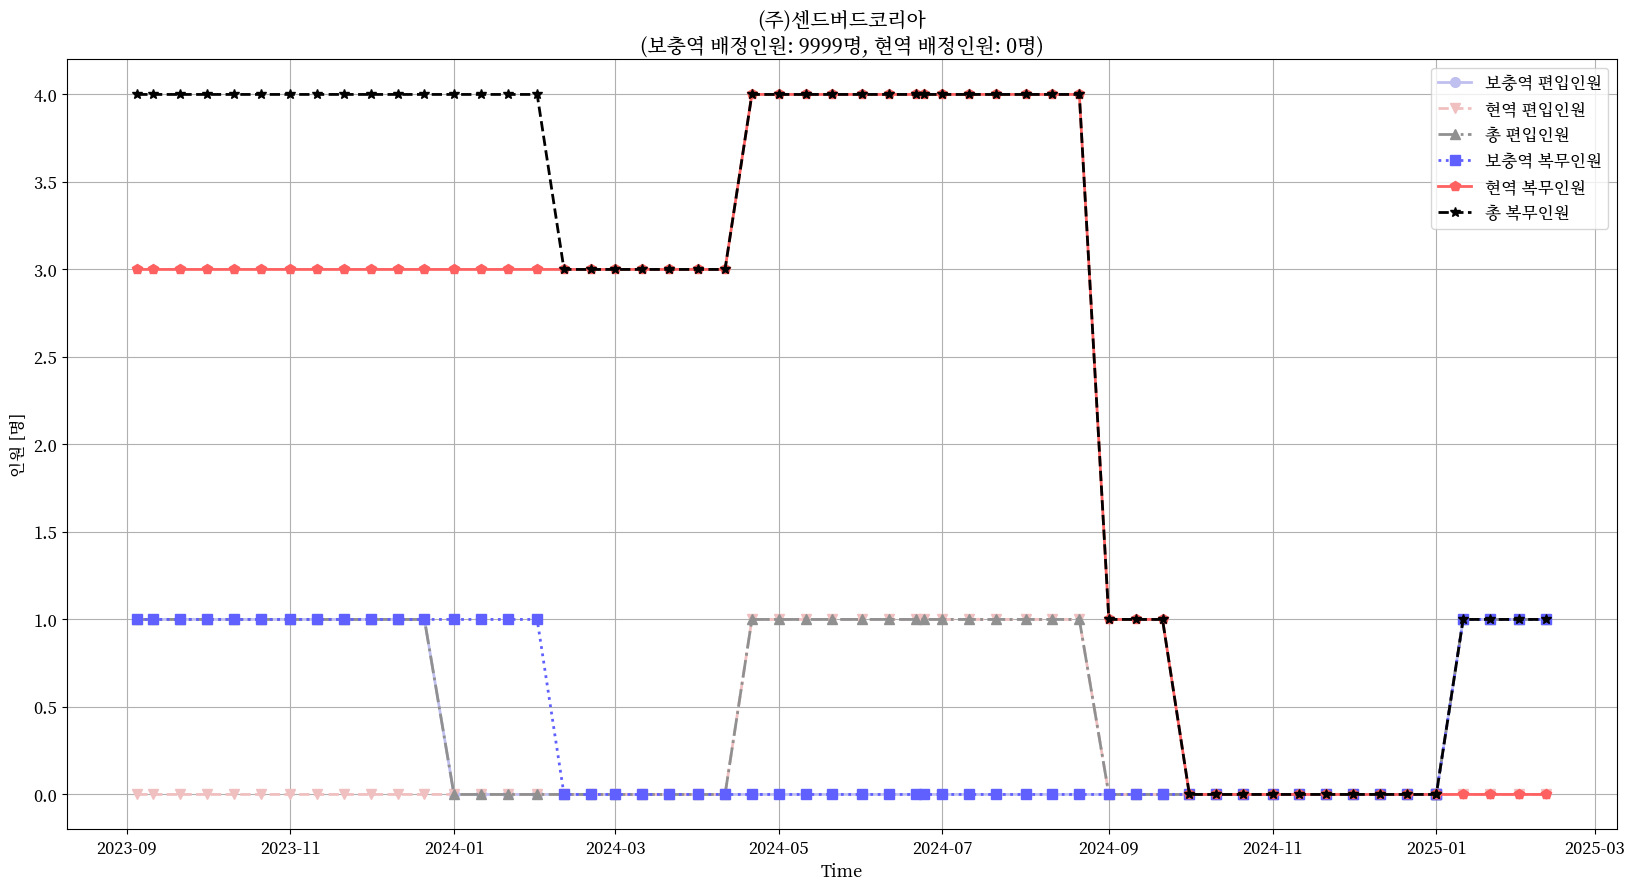 (주)센드버드코리아
(보충역 배정인원: 9999명, 현역 배정인원: 0명)
보충역 편입인원
현역 편입인원
총 편입인원
보충역 복무인원
현역 복무인원
총 복무인원
인원 [명]
4.0
3.5
3.0
2.5
2.0
1.5
1.0
0.5
0.0
2023-09
2023-11
2024-01
2024-03
2024-05
2024-07
2024-09
2024-11
2025-01
2025-03
Time